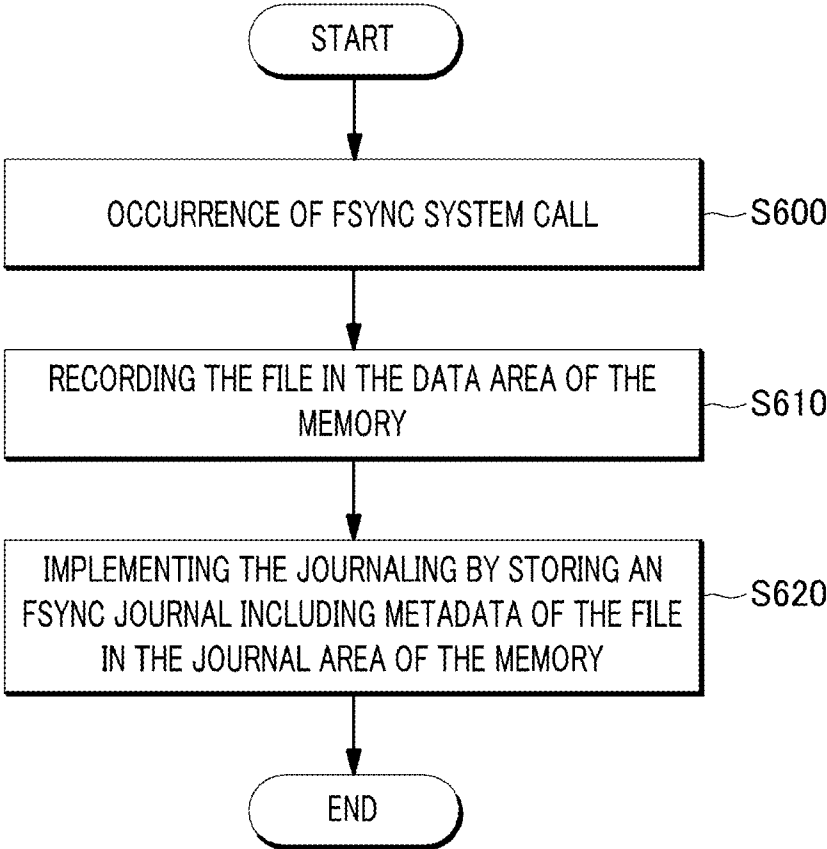 START
OCCURRENCE OF FSYNC SYSTEM CALL
S600
RECORDING THE FILE IN THE DATA AREA OF THE
MEMORY
S610
IMPLEMENTING THE JOURNALING BY STORING AN
FSYNC JOURNAL INCLUDING METADATA OF THE FILE
IN THE JOURNAL AREA OF THE MEMORY
S620
END